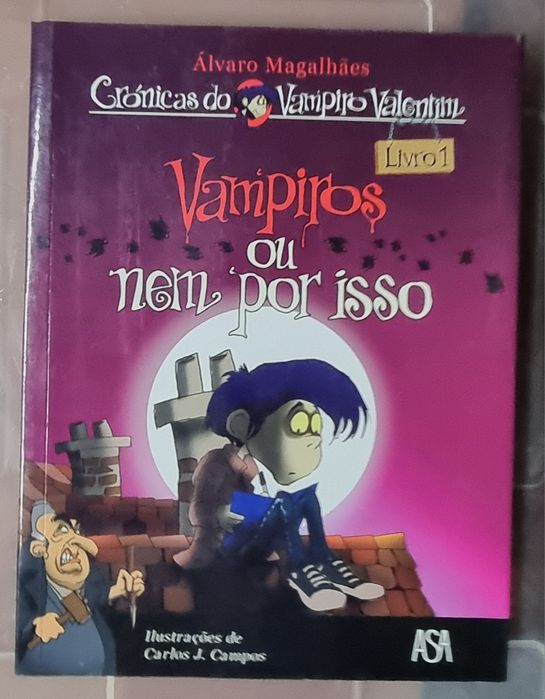 Álvaro Magalhães
Crónicas do Vampiro Valentim
Livro 1
Vampiros
ou
nem por isso
Ilustrações de
Carlos J. Campos
ASA